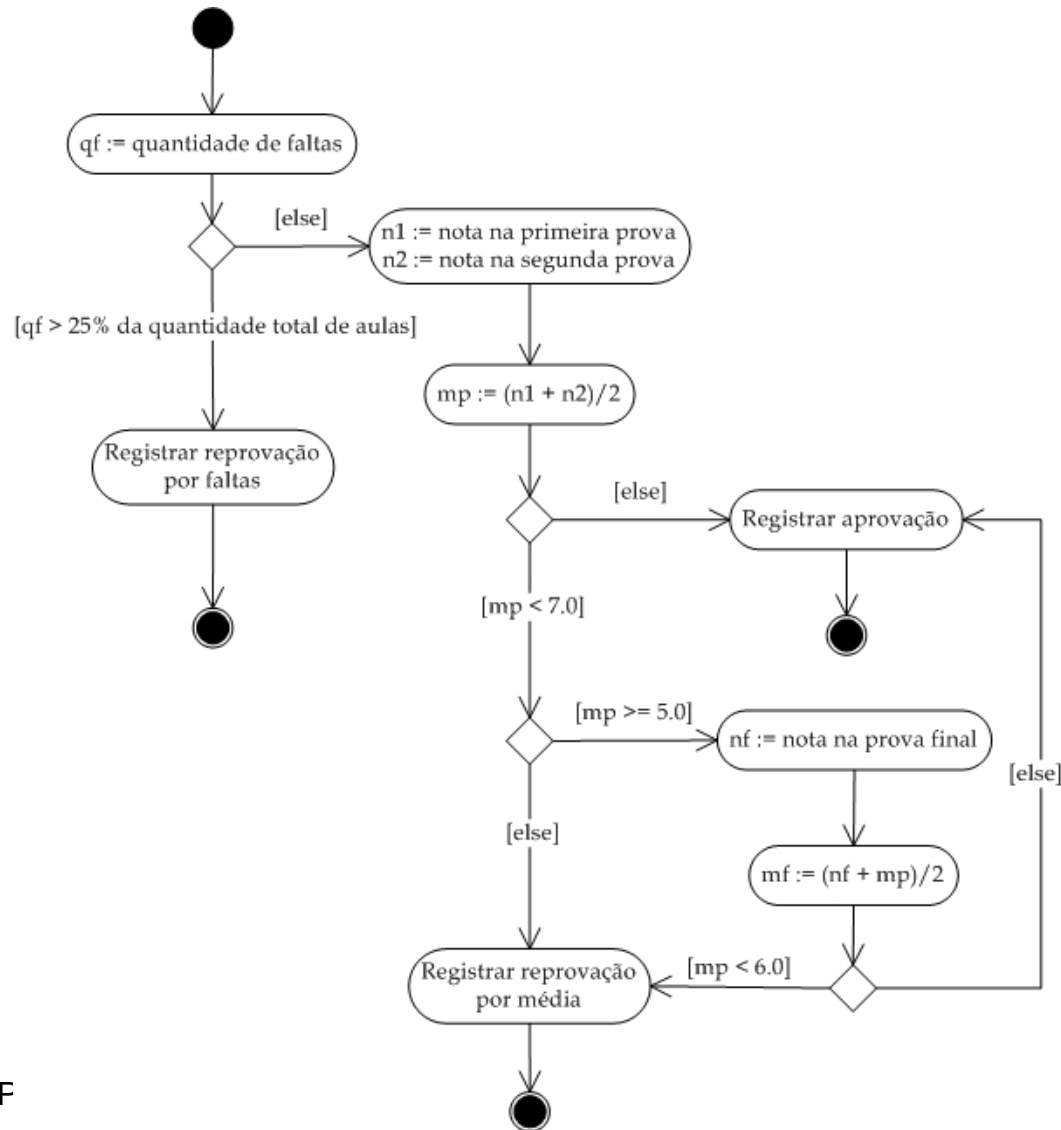 qf := quantidade de faltas
[else]
n1 := nota na primeira prova
n2 := nota na segunda prova
[qf > 25% da quantidade total de aulas]
mp := (n1 + n2)/2
Registrar reprovação
por faltas
[else]
Registrar aprovação
[mp < 7.0]
[mp >= 5.0]
nf := nota na prova final
[else]
[else]
mf := (nf + mp)/2
Registrar reprovação
por média
[mp < 6.0]
P